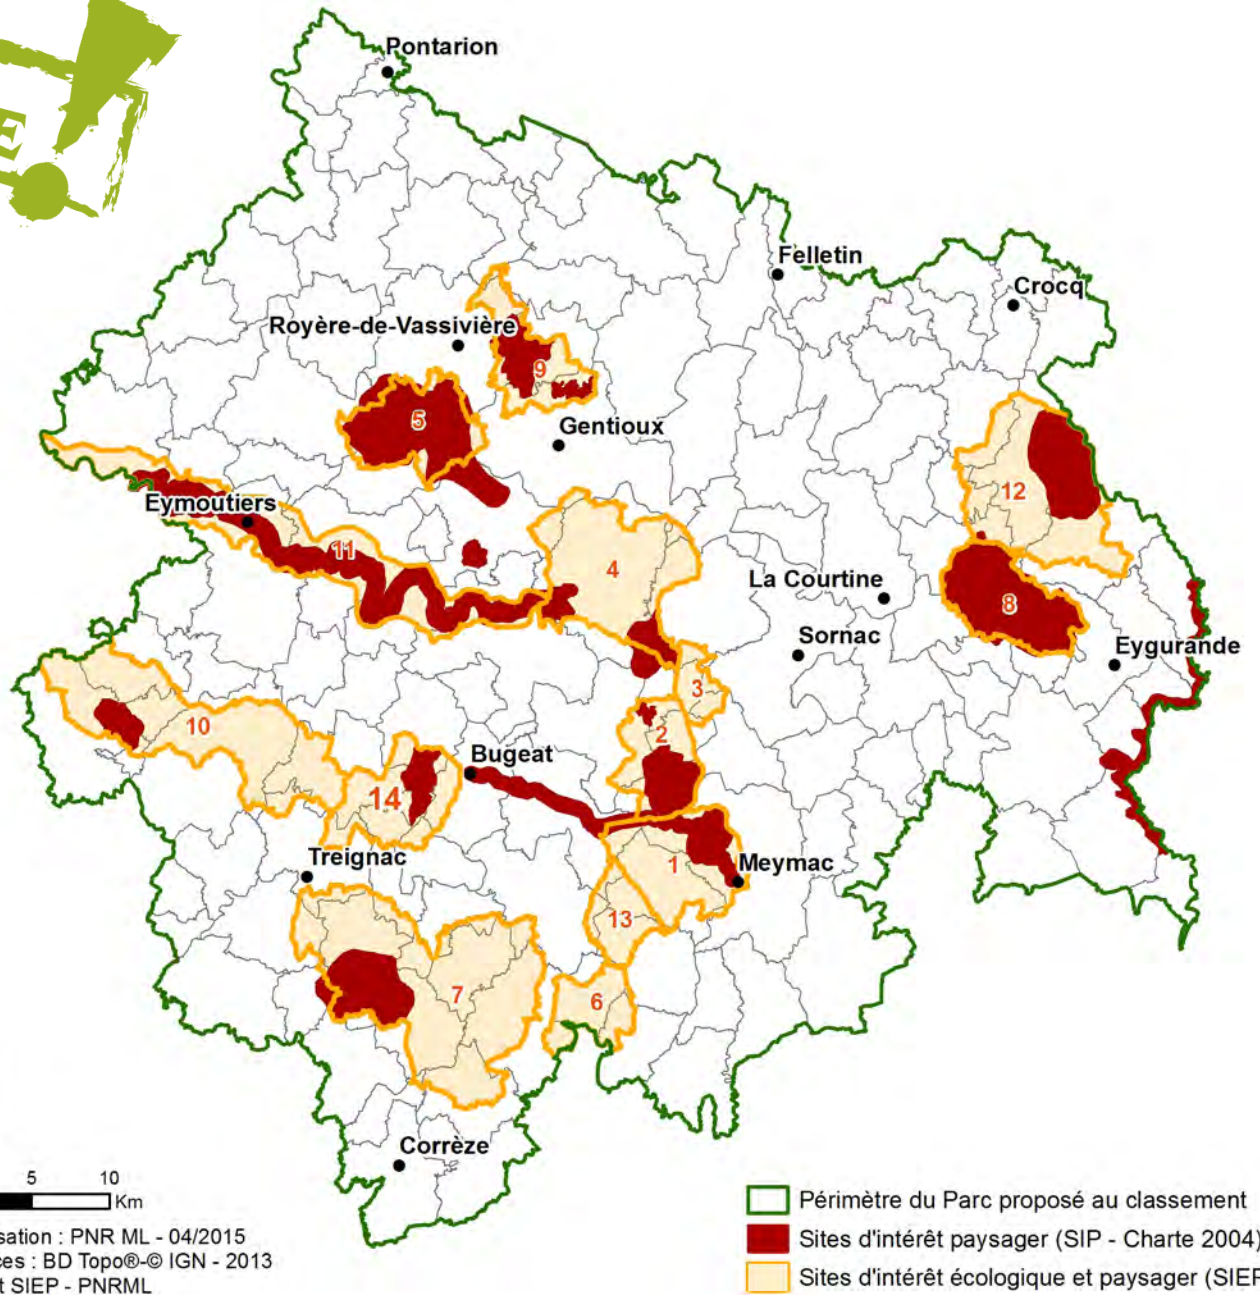 E
Pontarion
Felletin
Crocq
Royère-de-Vassivière
9
5
Gentioux
12
Eymoutiers
11
4
La Courtine
8
Sornac
Eygurande
3
10
2
Bugeat
14
Treignac
1
Meymac
13
7
6
Corrèze
5 10
Km
sation : PNR ML - 04/2015
ces : BD Topo®-© IGN - 2013
t SIEP - PNRML
Périmètre du Parc proposé au classement
Sites d'intérêt paysager (SIP - Charte 2004)
Sites d'intérêt écologique et paysager (SIEP